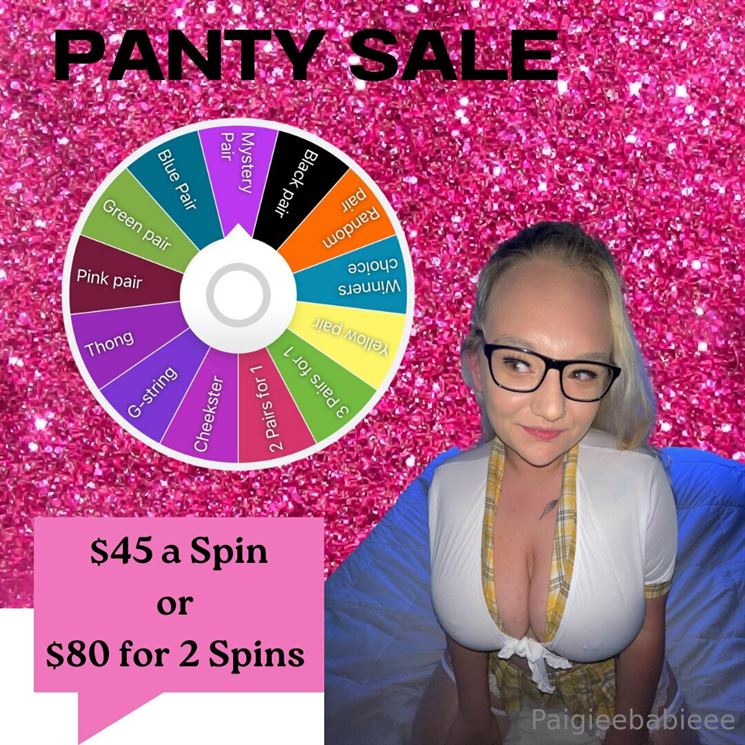 PANTY SALE
Mystery
Pair
Black pair
Random
pair
Winners
choice
Yellow pair
3 Pairs for 1
2 Pairs for 1
Cheekster
G-string
Thong
Pink pair
Green pair
Blue Pair
$45 a Spin
or
$80 for 2 Spins
Paigieebabieee